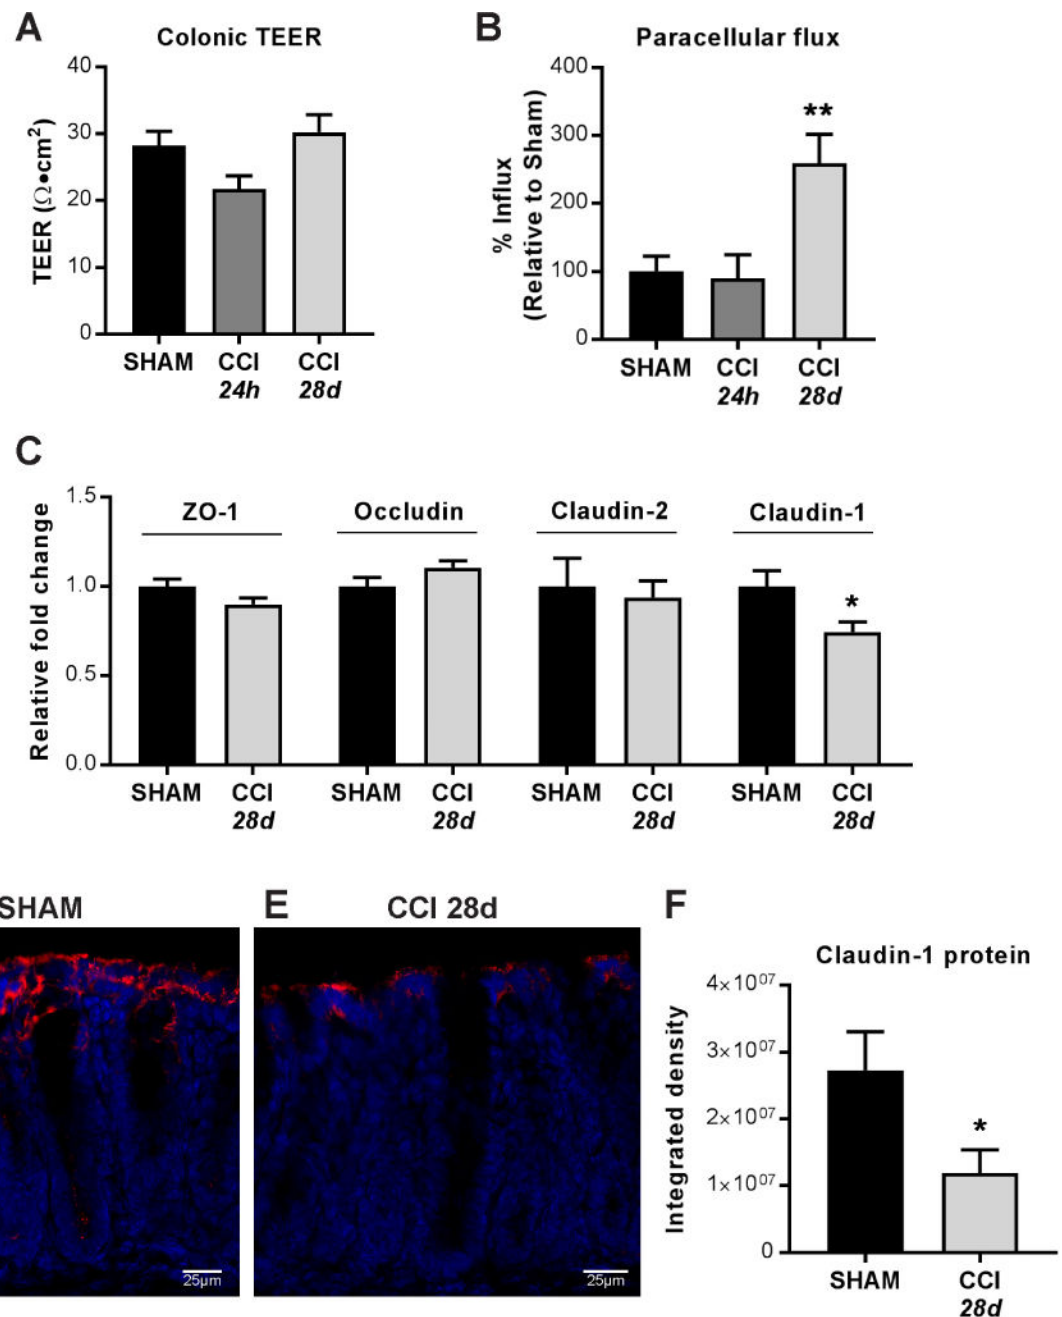 A
Colonic TEER
TEER (Ω•cm²)
40
30
20
10
0
SHAM
CCI
24h
CCI
28d
B
Paracellular flux
% Influx
(Relative to Sham)
400
300
200
100
0
**
SHAM
CCI
24h
CCI
28d
C
Relative fold change
1.5
1.0
0.5
0.0
ZO-1
Occludin
Claudin-2
Claudin-1
*
SHAM
CCI
28d
SHAM
CCI
28d
SHAM
CCI
28d
SHAM
CCI
28d
SHAM
25µm
E
CCI 28d
25µm
F
Claudin-1 protein
Integrated density
4×10⁰⁷
3×10⁰⁷
2×10⁰⁷
1×10⁰⁷
0
*
SHAM
CCI
28d